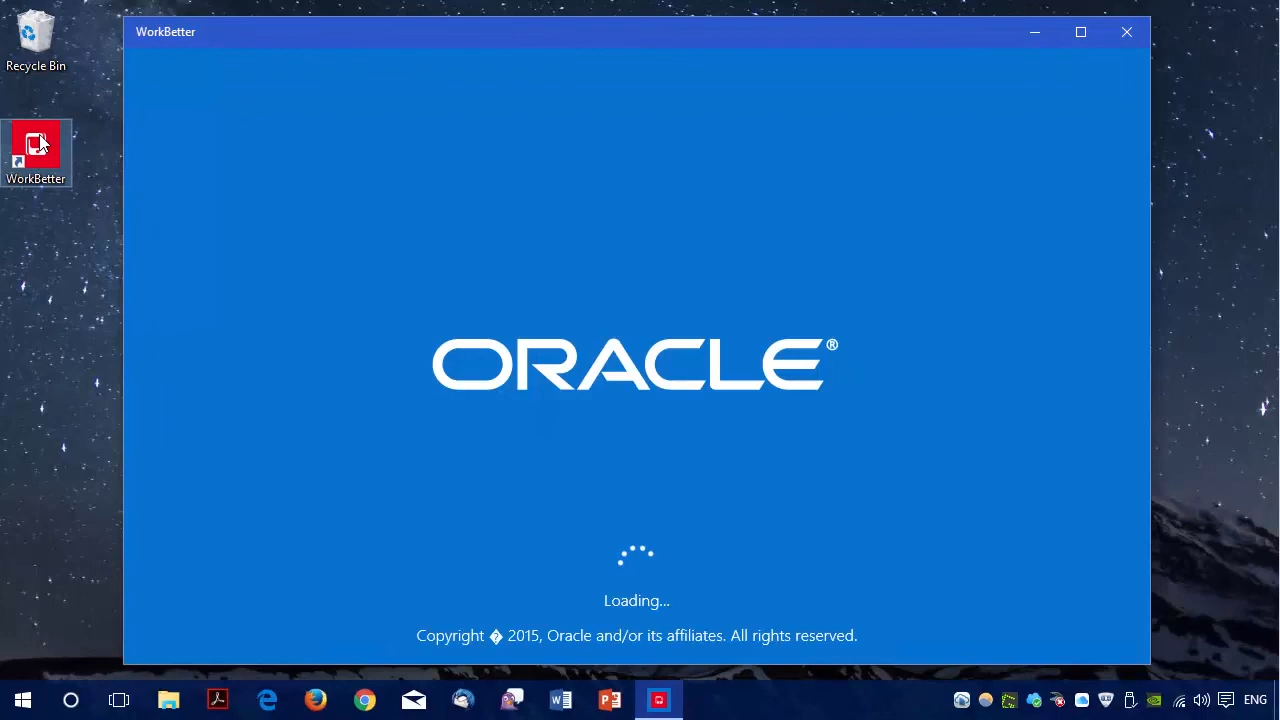 Recycle Bin
WorkBetter
WorkBetter
ORACLE®
Loading...
Copyright � 2015, Oracle and/or its affiliates. All rights reserved.
ENG